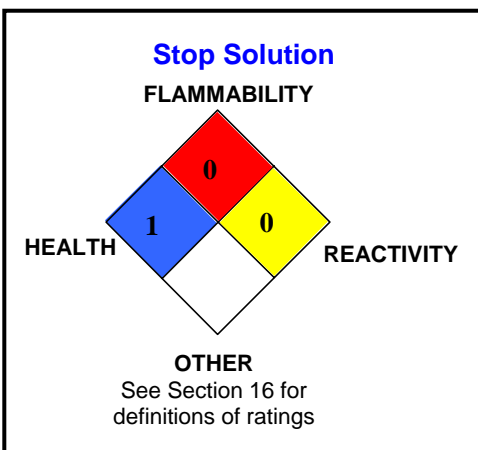 Stop Solution
FLAMMABILITY
0
1
0
HEALTH
REACTIVITY
OTHER
See Section 16 for
definitions of ratings